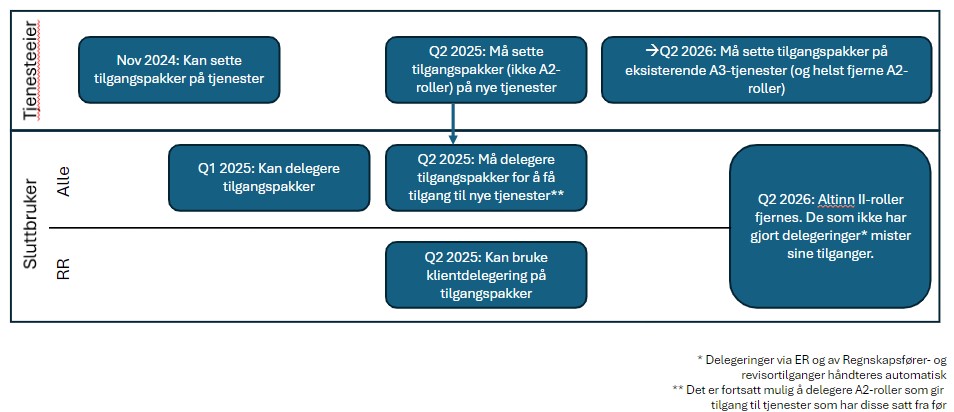 Tjenesteeier
Nov 2024: Kan sette
tilgangspakker på tjenester
Q2 2025: Må sette
tilgangspakker (ikke A2-
roller) på nye tjenester
→Q2 2026: Må sette tilgangspakker på
eksisterende A3-tjenester (og helst fjerne A2-
roller)
Sluttbruker
Alle
Q1 2025: Kan delegere
tilgangspakker
Q2 2025: Må delegere
tilgangspakker for å få
tilgang til nye tjenester**
Q2 2026: Altinn II-roller
fjernes. De som ikke har
gjort delegeringer* mister
sine tilganger.
RR
Q2 2025: Kan bruke
klientdelegering på
tilgangspakker
* Delegeringer via ER og av Regnskapsfører- og
revisortilganger håndteres automatisk
** Det er fortsatt mulig å delegere A2-roller som gir
tilgang til tjenester som har disse satt fra før